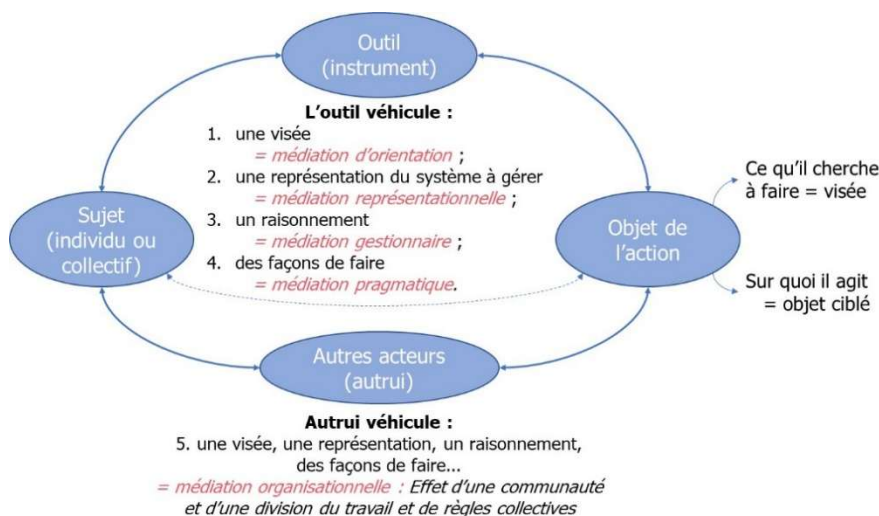 Outil
(instrument)
L'outil véhicule :
1. une visée
= médiation d'orientation ;
2. une représentation du système à gérer
= médiation représentationnelle ;
3. un raisonnement
= médiation gestionnaire ;
4. des façons de faire
= médiation pragmatique.
Sujet
(individu ou
collectif)
Objet de
l'action
Ce qu'il cherche
à faire = visée
Sur quoi il agit
= objet ciblé
Autres acteurs
(autrui)
Autrui véhicule :
5. une visée, une représentation, un raisonnement,
des façons de faire...
= médiation organisationnelle : Effet d'une communauté
et d'une division du travail et de règles collectives